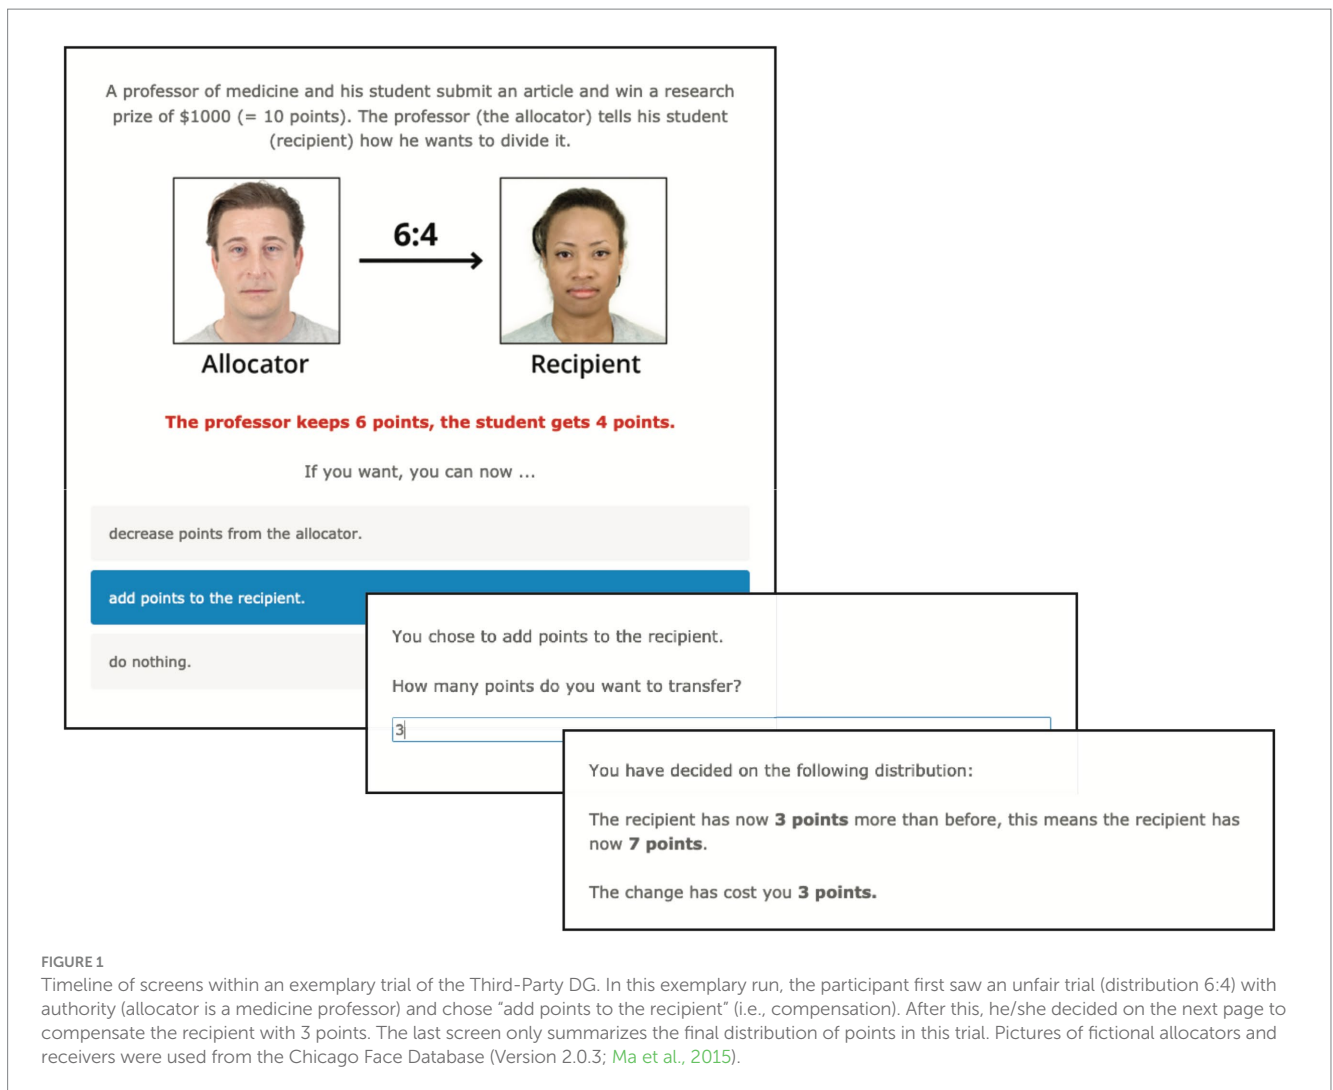 A professor of medicine and his student submit an article and win a research
prize of $1000 (= 10 points). The professor (the allocator) tells his student
(recipient) how he wants to divide it.
6:4
Allocator
Recipient
The professor keeps 6 points, the student gets 4 points.
If you want, you can now ...
decrease points from the allocator.
add points to the recipient.
do nothing.
You chose to add points to the recipient.
How many points do you want to transfer?
3
You have decided on the following distribution:
The recipient has now 3 points more than before, this means the recipient has
now 7 points.
The change has cost you 3 points.
FIGURE 1
Timeline of screens within an exemplary trial of the Third-Party DG. In this exemplary run, the participant first saw an unfair trial (distribution 6:4) with
authority (allocator is a medicine professor) and chose “add points to the recipient” (i.e., compensation). After this, he/she decided on the next page to
compensate the recipient with 3 points. The last screen only summarizes the final distribution of points in this trial. Pictures of fictional allocators and
receivers were used from the Chicago Face Database (Version 2.0.3; Ma et al., 2015).